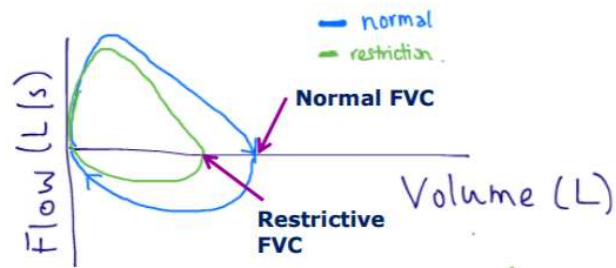 normal
restriction.
Normal FVC
Flow (L/s)
Volume (L)
Restrictive
FVC